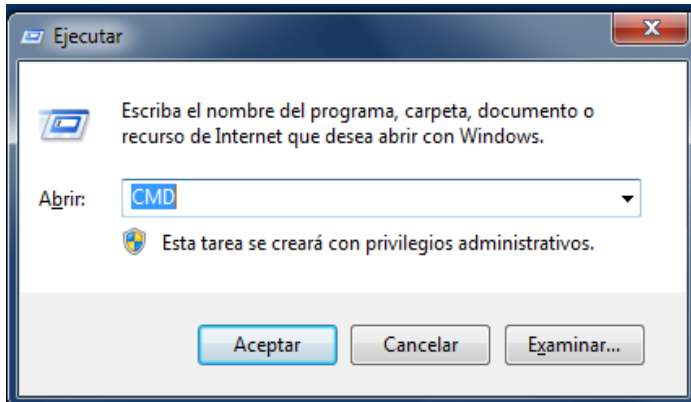 Ejecutar
x
Escriba el nombre del programa, carpeta, documento o
recurso de Internet que desea abrir con Windows.
Abrir: CMD
Esta tarea se creará con privilegios administrativos.
Aceptar Cancelar Examinar...